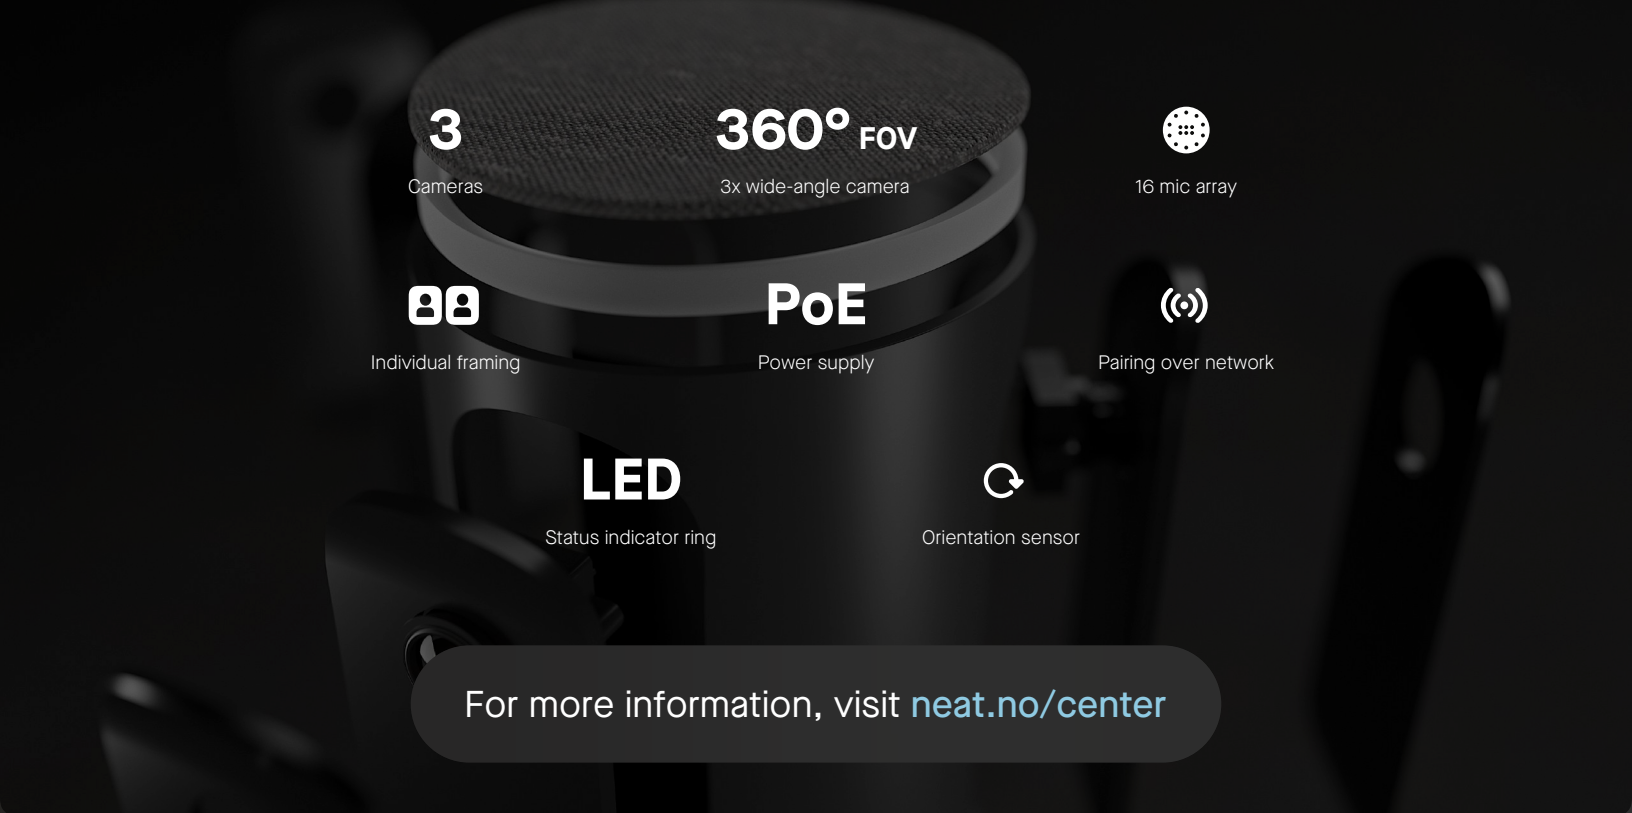 3
Cameras
360° FOV
3x wide-angle camera
16 mic array
Individual framing
PoE
Power supply
Pairing over network
LED
Status indicator ring
Orientation sensor
For more information, visit neat.no/center